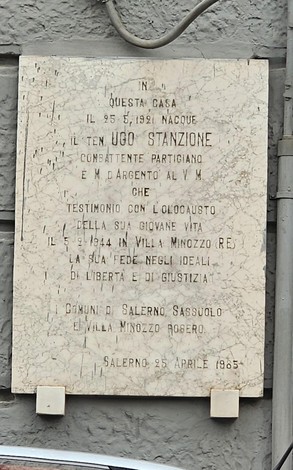 IN
QUESTA CASA
IL 25.5.1921 NACQUE
IL TEN. UGO STANZIONE
COMBATTENTE PARTIGIANO
E M. D'ARGENTO AL V. M.
CHE
TESTIMONIÒ CON L'OLOCAUSTO
DELLA SUA GIOVANE VITA
IL 1944 IN VILLA MINOZZO (RE)
LA SUA FEDE NEGLI IDEALI
DI LIBERTÀ E DI GIUSTIZIA
COMUNI DI SALERNO, SASSUOLO
E VILLA MINOZZO POSERO
SALERNO 25 APRILE 1985